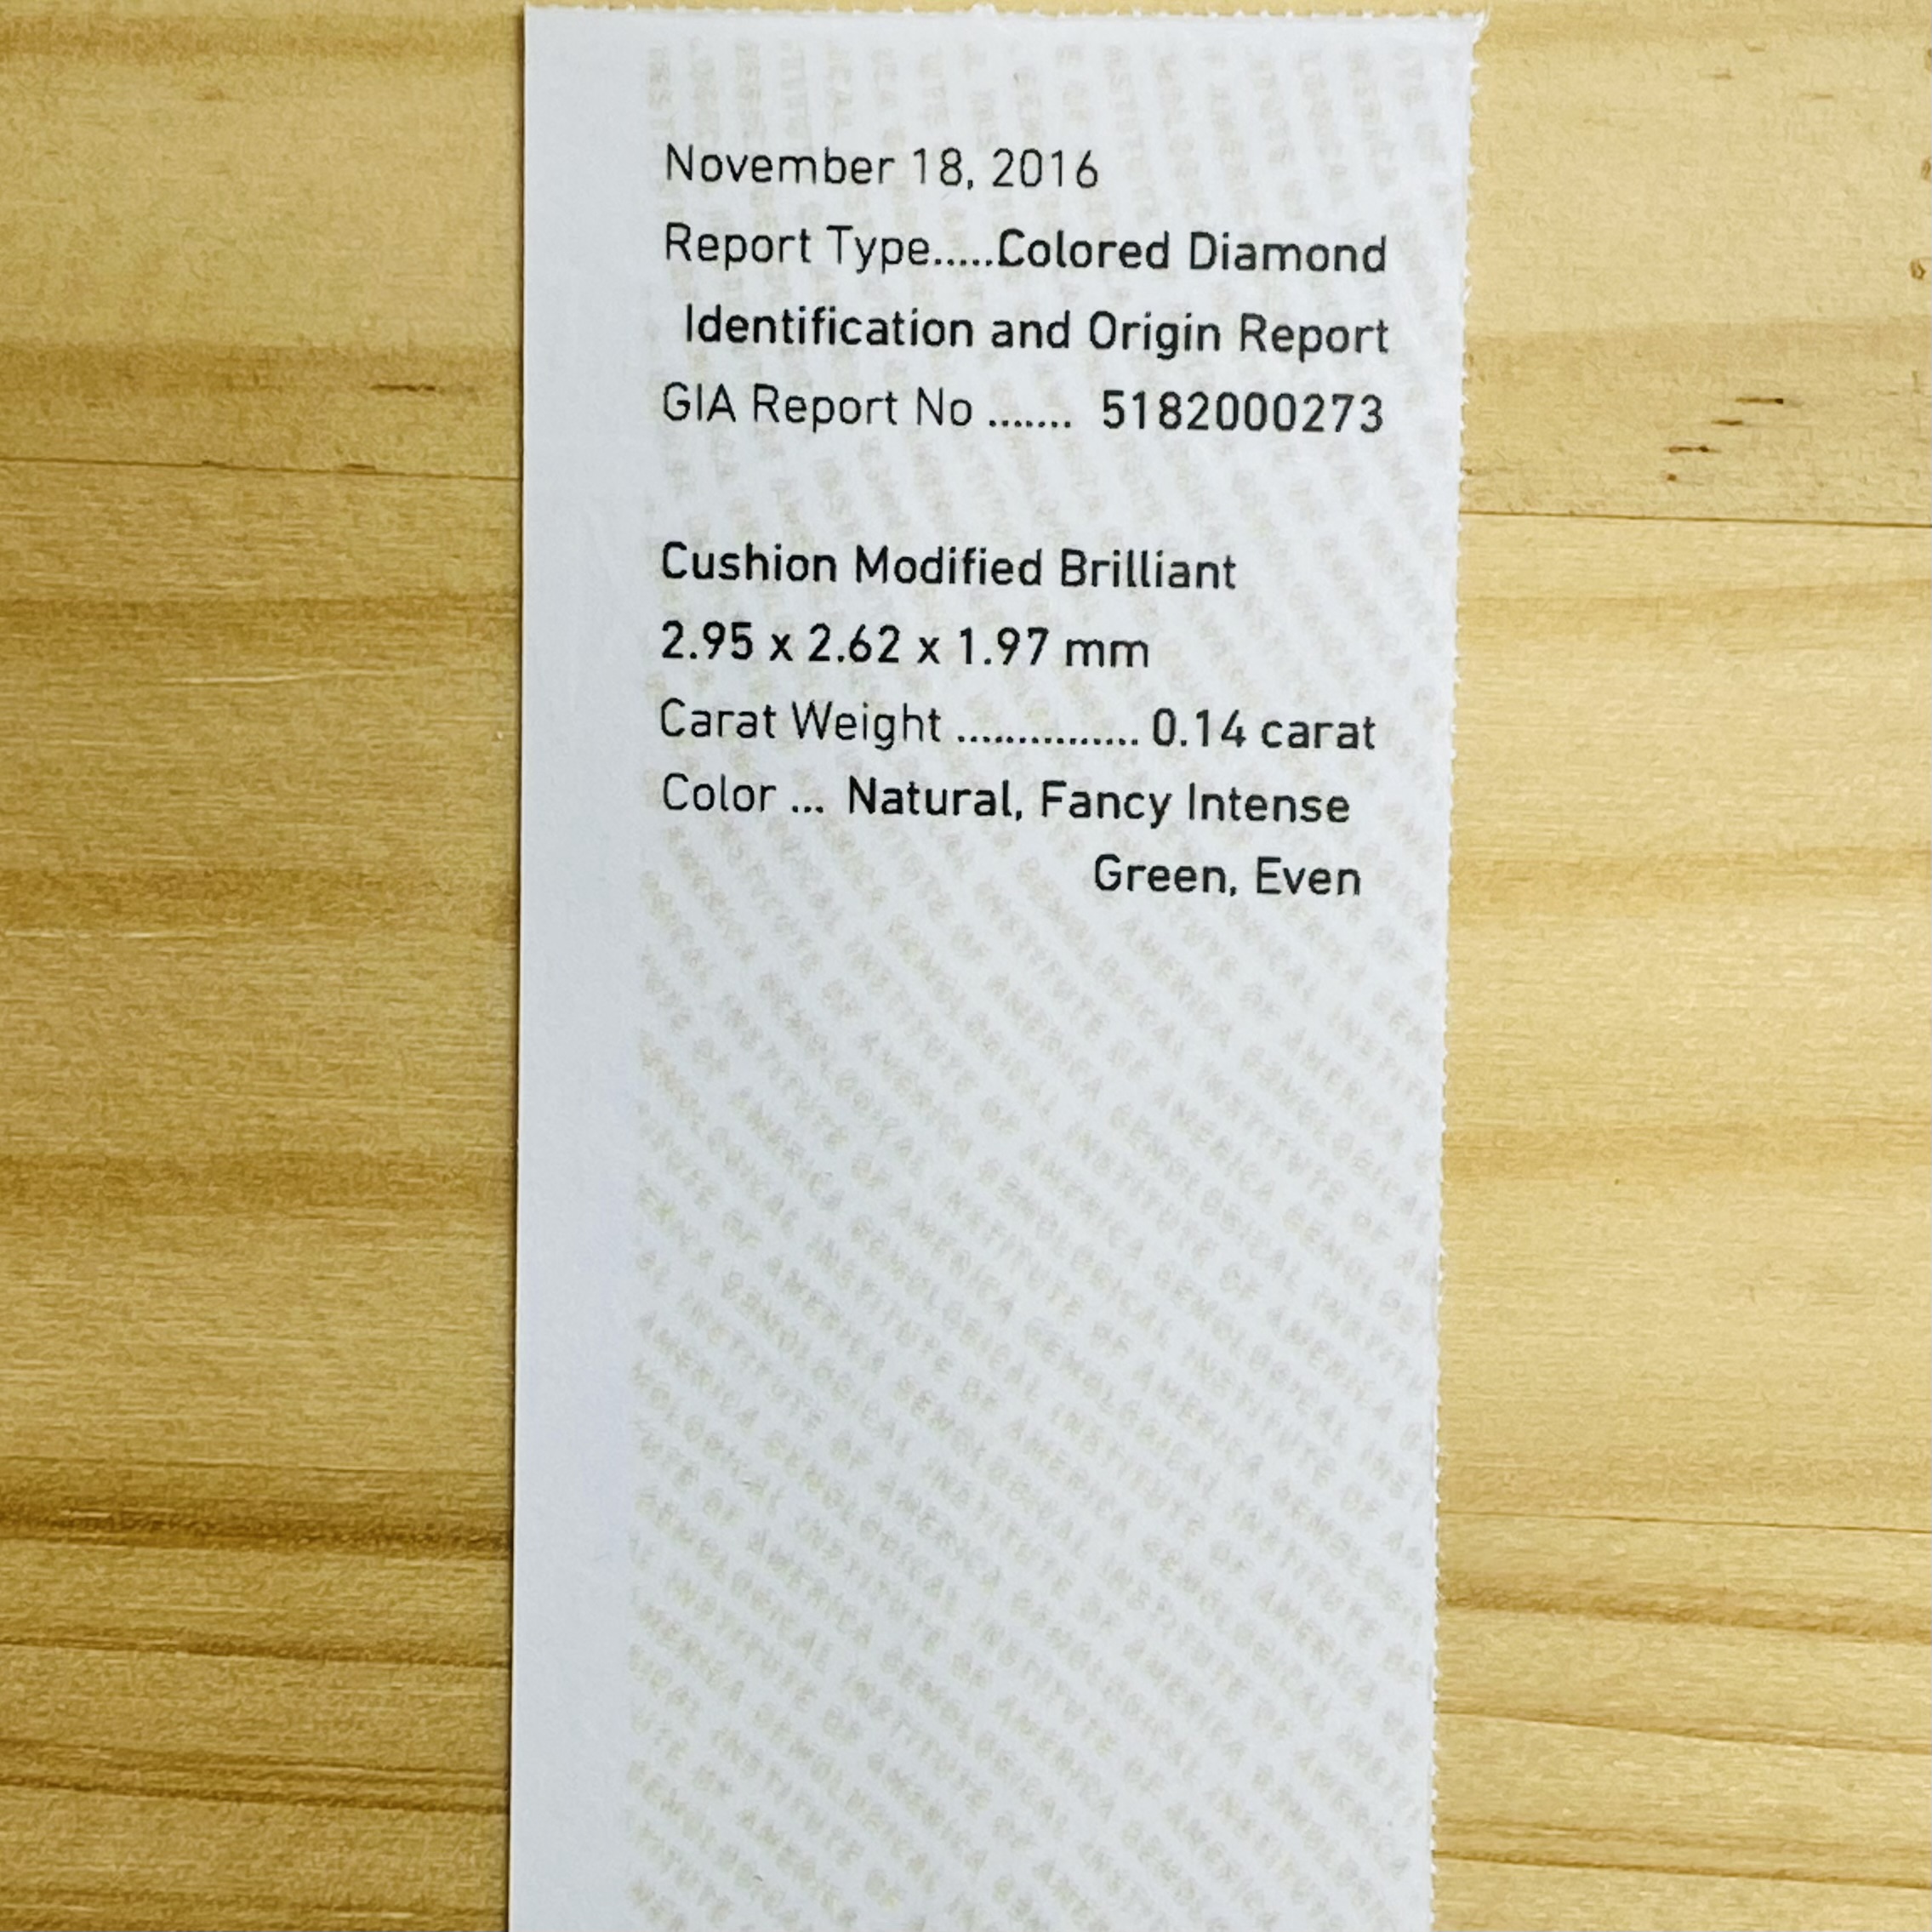 November 18, 2016
Report Type.....Colored Diamond
Identification and Origin Report
GIA Report No ....... 5182000273
Cushion Modified Brilliant
2.95 x 2.62 x 1.97 mm
Carat Weight ............... 0.14 carat
Color ... Natural, Fancy Intense
Green, Even